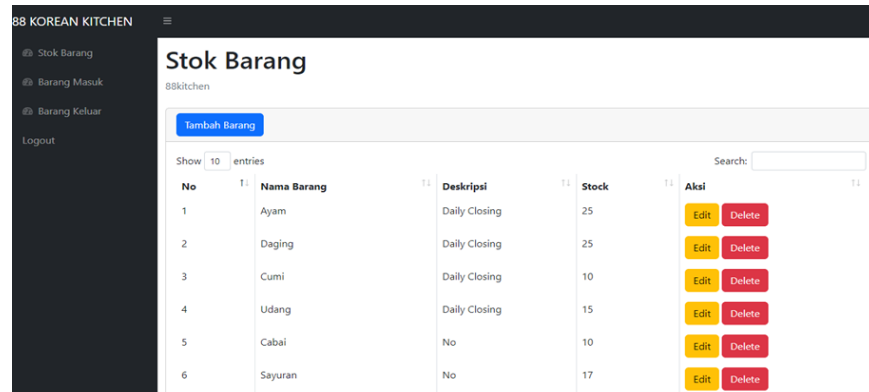 88 KOREAN KITCHEN
Stok Barang
Barang Masuk
Barang Keluar
Logout
Stok Barang
88kitchen
Tambah Barang
Show 10 entries
Search:
No Nama Barang Deskripsi Stock Aksi
1 Ayam Daily Closing 25 Edit Delete
2 Daging Daily Closing 25 Edit Delete
3 Cumi Daily Closing 10 Edit Delete
4 Udang Daily Closing 15 Edit Delete
5 Cabai No 10 Edit Delete
6 Sayuran No 17 Edit Delete